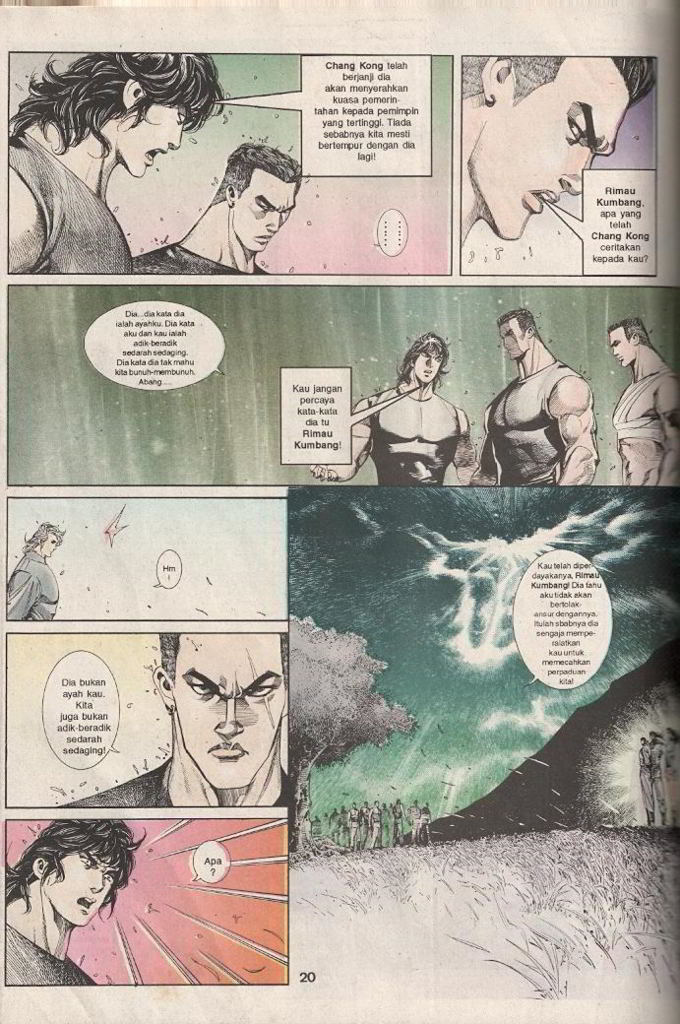 Chang Kong telah
berjanji dia
akan menyerahkan
kuasa pemerin-
tahan kepada pemimpin
yang tertinggi. Tiada
sebabnya kita mesti
bertempur dengan dia
lagi!
Rimau
Kumbang,
apa yang
telah
Chang Kong
ceritakan
kepada kau?
Dia...dia kata dia
ialah ayahku. Dia kata
aku dan kau ialah
adik-beradik
sedarah sedaging.
Dia kata dia tak mahu
kita bunuh-membunuh.
Abang....
Kau jangan
percaya
kata-kata
dia tu
Rimau
Kumbang!
Hm
!
Kau telah diper-
dayakanya, Rimau
Kumbang! Dia tahu
aku tidak akan
bertolak-
ansur dengannya.
Itulah sbabnya dia
sengaja mempe-
ralatkan
kau untuk
memecahkan
perpaduan
kita!
Dia bukan
ayah kau.
Kita
juga bukan
adik-beradik
sedarah
sedaging!
Apa
?
20